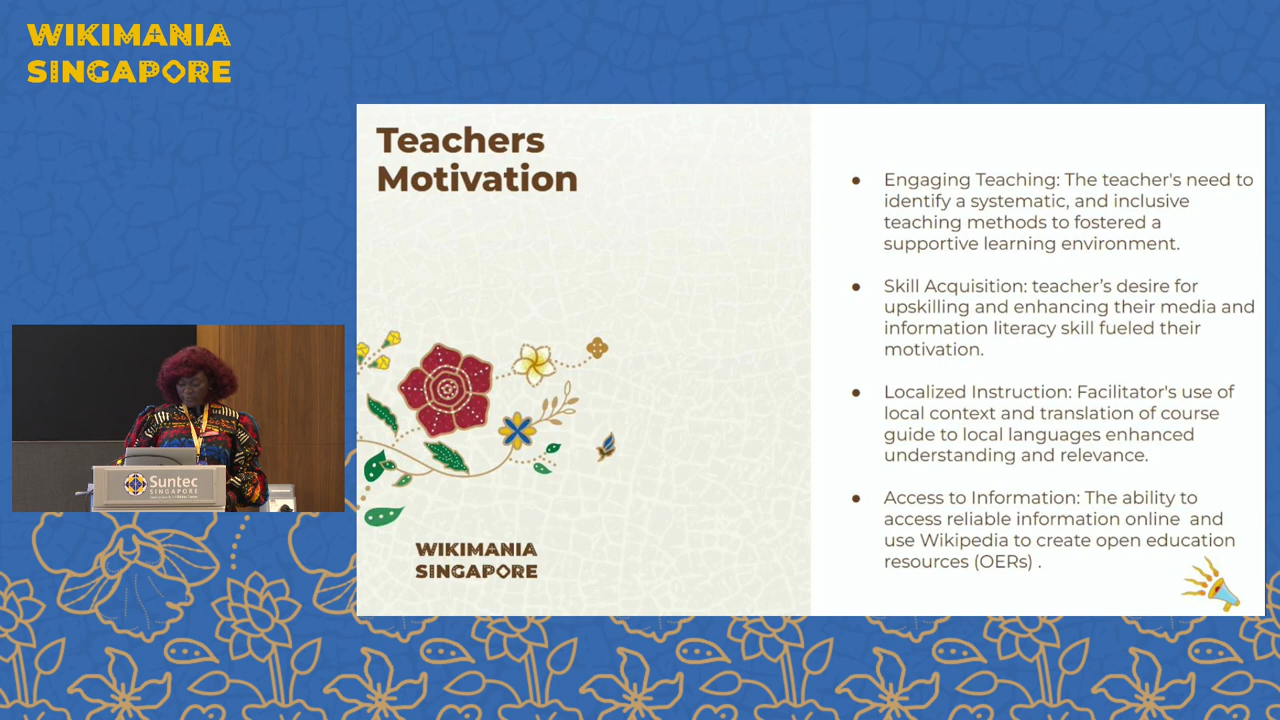 WIKIMANIA
SINGAPORE
Teachers
Motivation
● Engaging Teaching: The teacher's need to
identify a systematic, and inclusive
teaching methods to fostered a
supportive learning environment.
● Skill Acquisition: teacher’s desire for
upskilling and enhancing their media and
information literacy skill fueled their
motivation.
● Localized Instruction: Facilitator's use of
local context and translation of course
guide to local languages enhanced
understanding and relevance.
● Access to Information: The ability to
access reliable information online and
use Wikipedia to create open education
resources (OERs) .
WIKIMANIA
SINGAPORE
Suntec
SINGAPORE